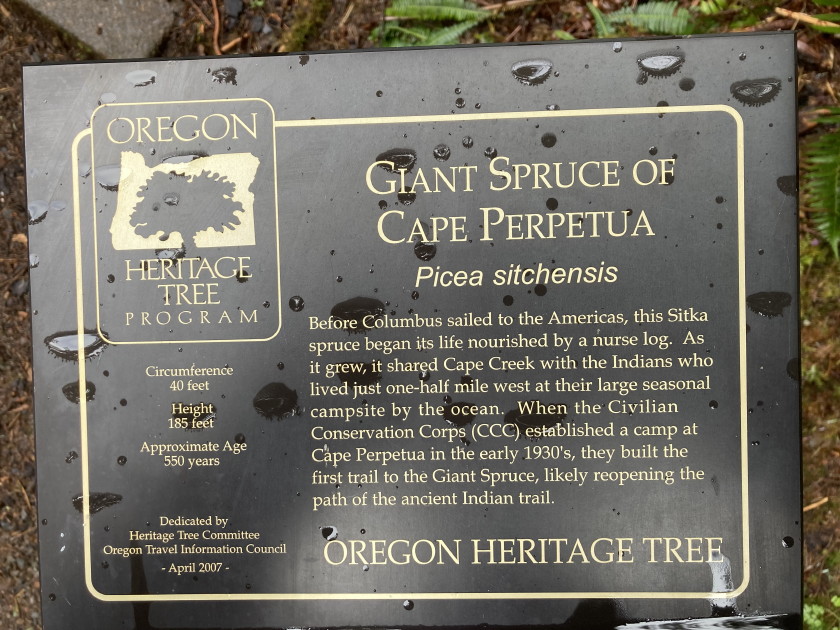 OREGON
HERITAGE
TREE
PROGRAM
Circumference
40 feet
Height
185 feet
Approximate Age
550 years
Dedicated by
Heritage Tree Committee
Oregon Travel Information Council
- April 2007 -
GIANT SPRUCE OF
CAPE PERPETUA
Picea sitchensis
Before Columbus sailed to the Americas, this Sitka
spruce began its life nourished by a nurse log.  As
it grew, it shared Cape Creek with the Indians who
lived just one-half mile west at their large seasonal
campsite by the ocean.  When the Civilian
Conservation Corps (CCC) established a camp at
Cape Perpetua in the early 1930's, they built the
first trail to the Giant Spruce, likely reopening the
path of the ancient Indian trail.
OREGON HERITAGE TREE